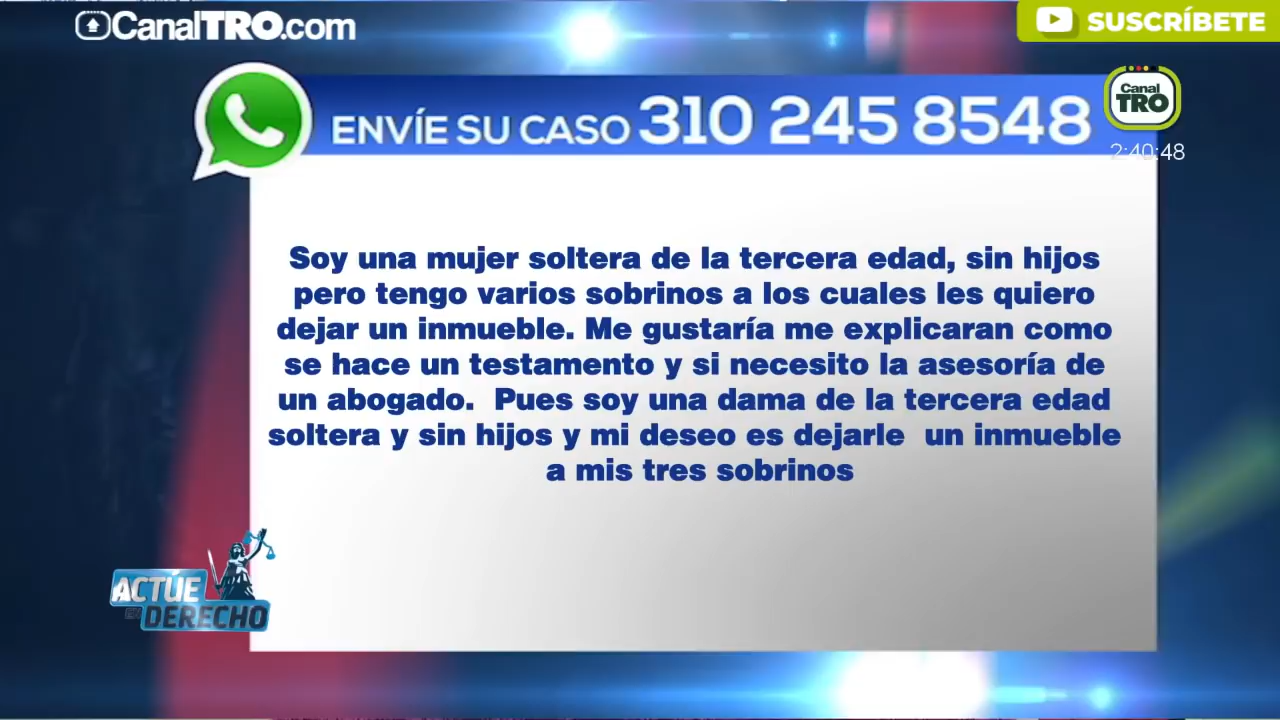 CanalTRO.com
SUSCRÍBETE
Canal
TRO
ENVÍE SU CASO 310 245 8548
2:40:48
Soy una mujer soltera de la tercera edad, sin hijos
pero tengo varios sobrinos a los cuales les quiero
dejar un inmueble. Me gustaría me explicaran como
se hace un testamento y si necesito la asesoría de
un abogado.  Pues soy una dama de la tercera edad
soltera y sin hijos y mi deseo es dejarle  un inmueble
a mis tres sobrinos
ACTÚE
EN DERECHO